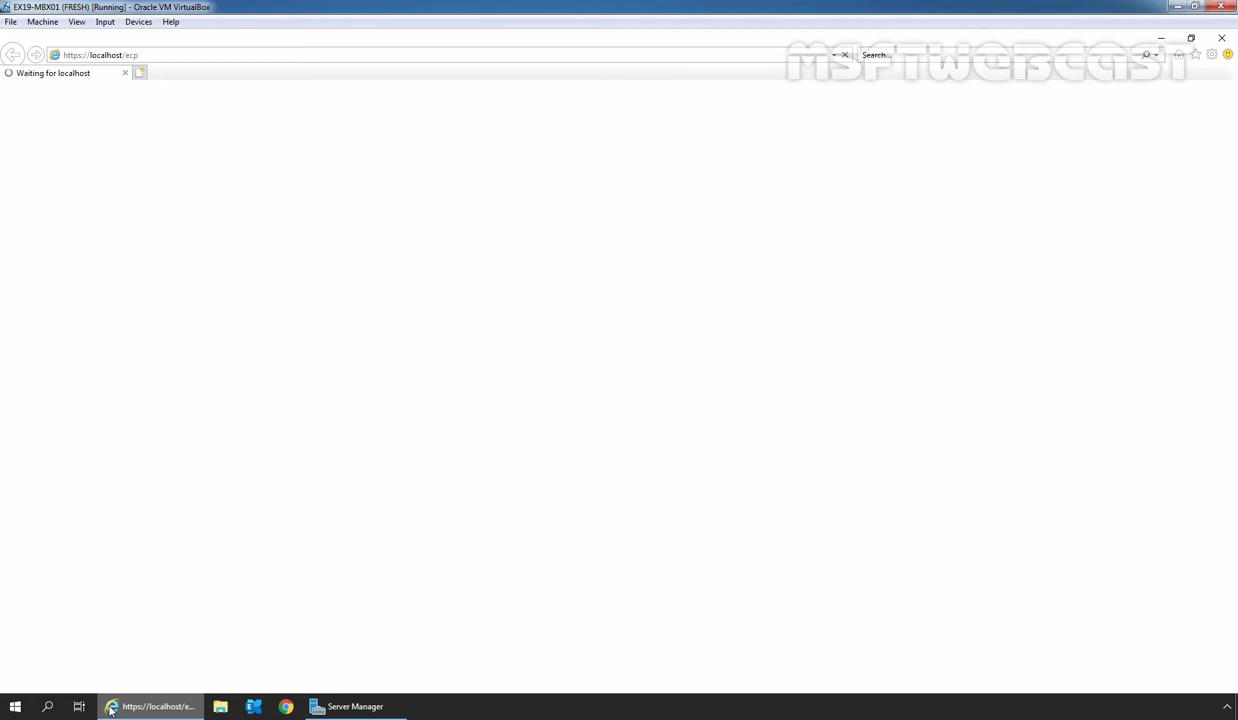 EX19-MBX01 (FRESH) [Running] - Oracle VM VirtualBox
File Machine View Input Devices Help
https://localhost/ecp
Search...
MSFTWEBCAST
Waiting for localhost
https://localhost/e...
Server Manager